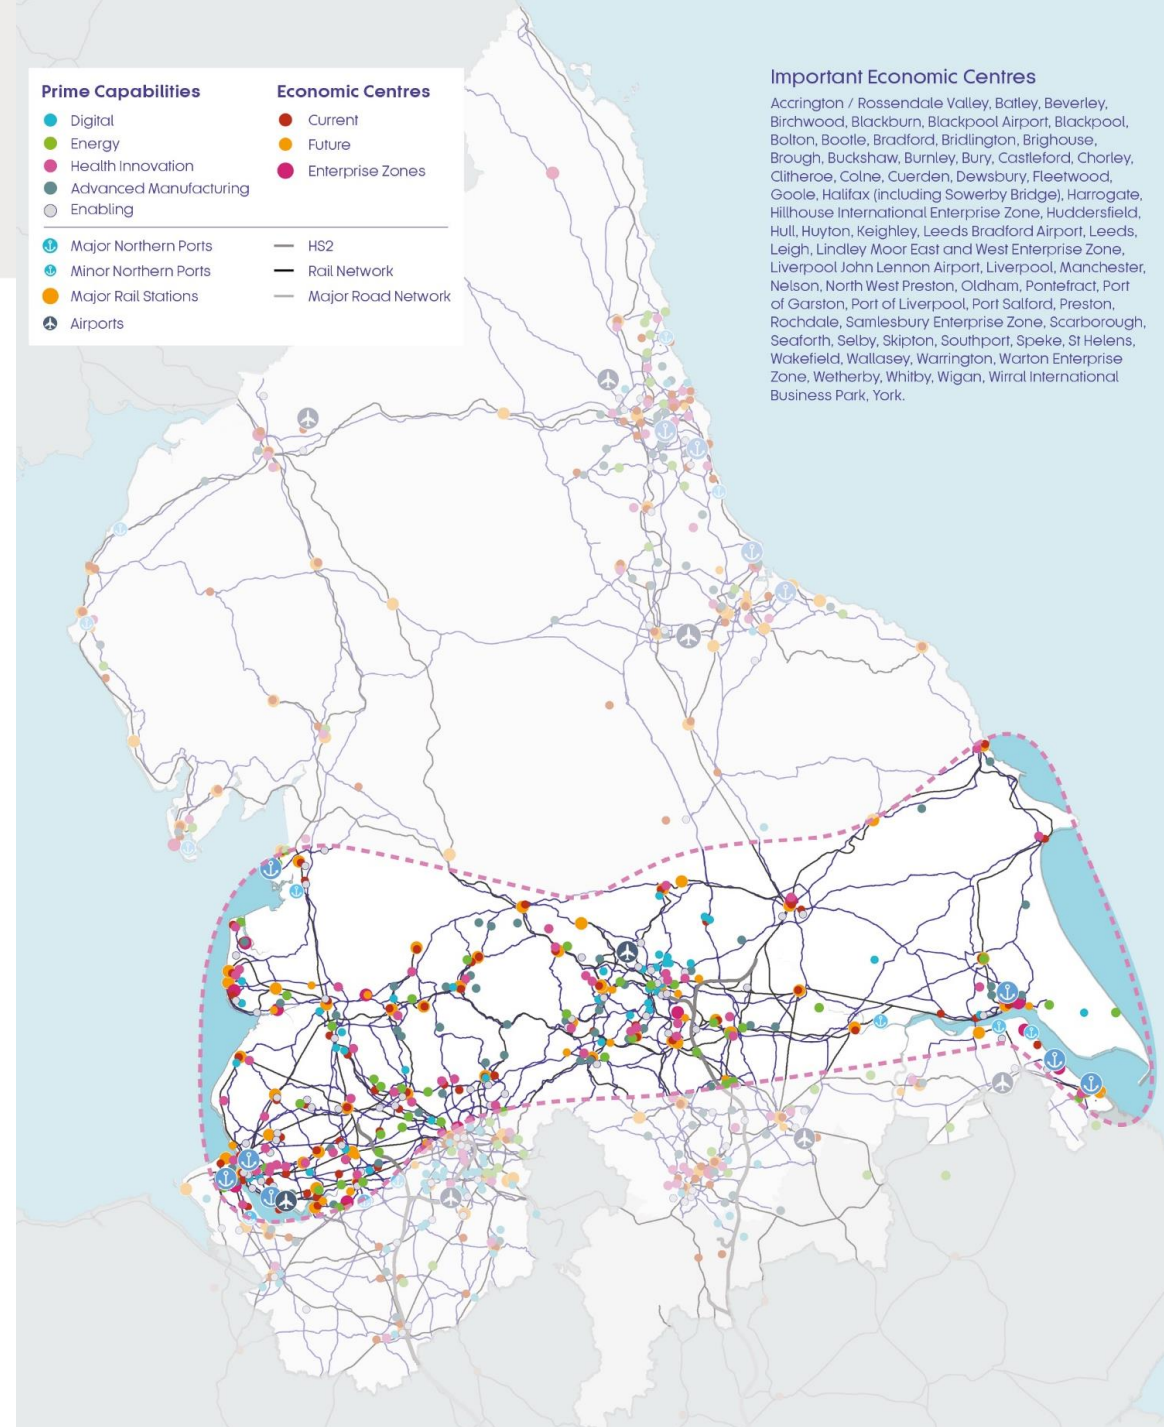 Prime Capabilities
Digital
Energy
Health Innovation
Advanced Manufacturing
Enabling
Economic Centres
Current
Future
Enterprise Zones
Major Northern Ports
Minor Northern Ports
Major Rail Stations
Airports
HS2
Rail Network
Major Road Network
Important Economic Centres
Accrington / Rossendale Valley, Batley, Beverley,
Birchwood, Blackburn, Blackpool Airport, Blackpool,
Bolton, Bootle, Bradford, Bridlington, Brighouse,
Brough, Buckshaw, Burnley, Bury, Castleford, Chorley,
Clitheroe, Colne, Cuerden, Dewsbury, Fleetwood,
Goole, Halifax (including Sowerby Bridge), Harrogate,
Hillhouse International Enterprise Zone, Huddersfield,
Hull, Huyton, Keighley, Leeds Bradford Airport, Leeds,
Leigh, Lindley Moor East and West Enterprise Zone,
Liverpool John Lennon Airport, Liverpool, Manchester,
Nelson, North West Preston, Oldham, Pontefract, Port
of Garston, Port of Liverpool, Port Salford, Preston,
Rochdale, Samlesbury Enterprise Zone, Scarborough,
Seaforth, Selby, Skipton, Southport, Speke, St Helens,
Wakefield, Wallasey, Warrington, Warton Enterprise
Zone, Wetherby, Whitby, Wigan, Wirral International
Business Park, York.